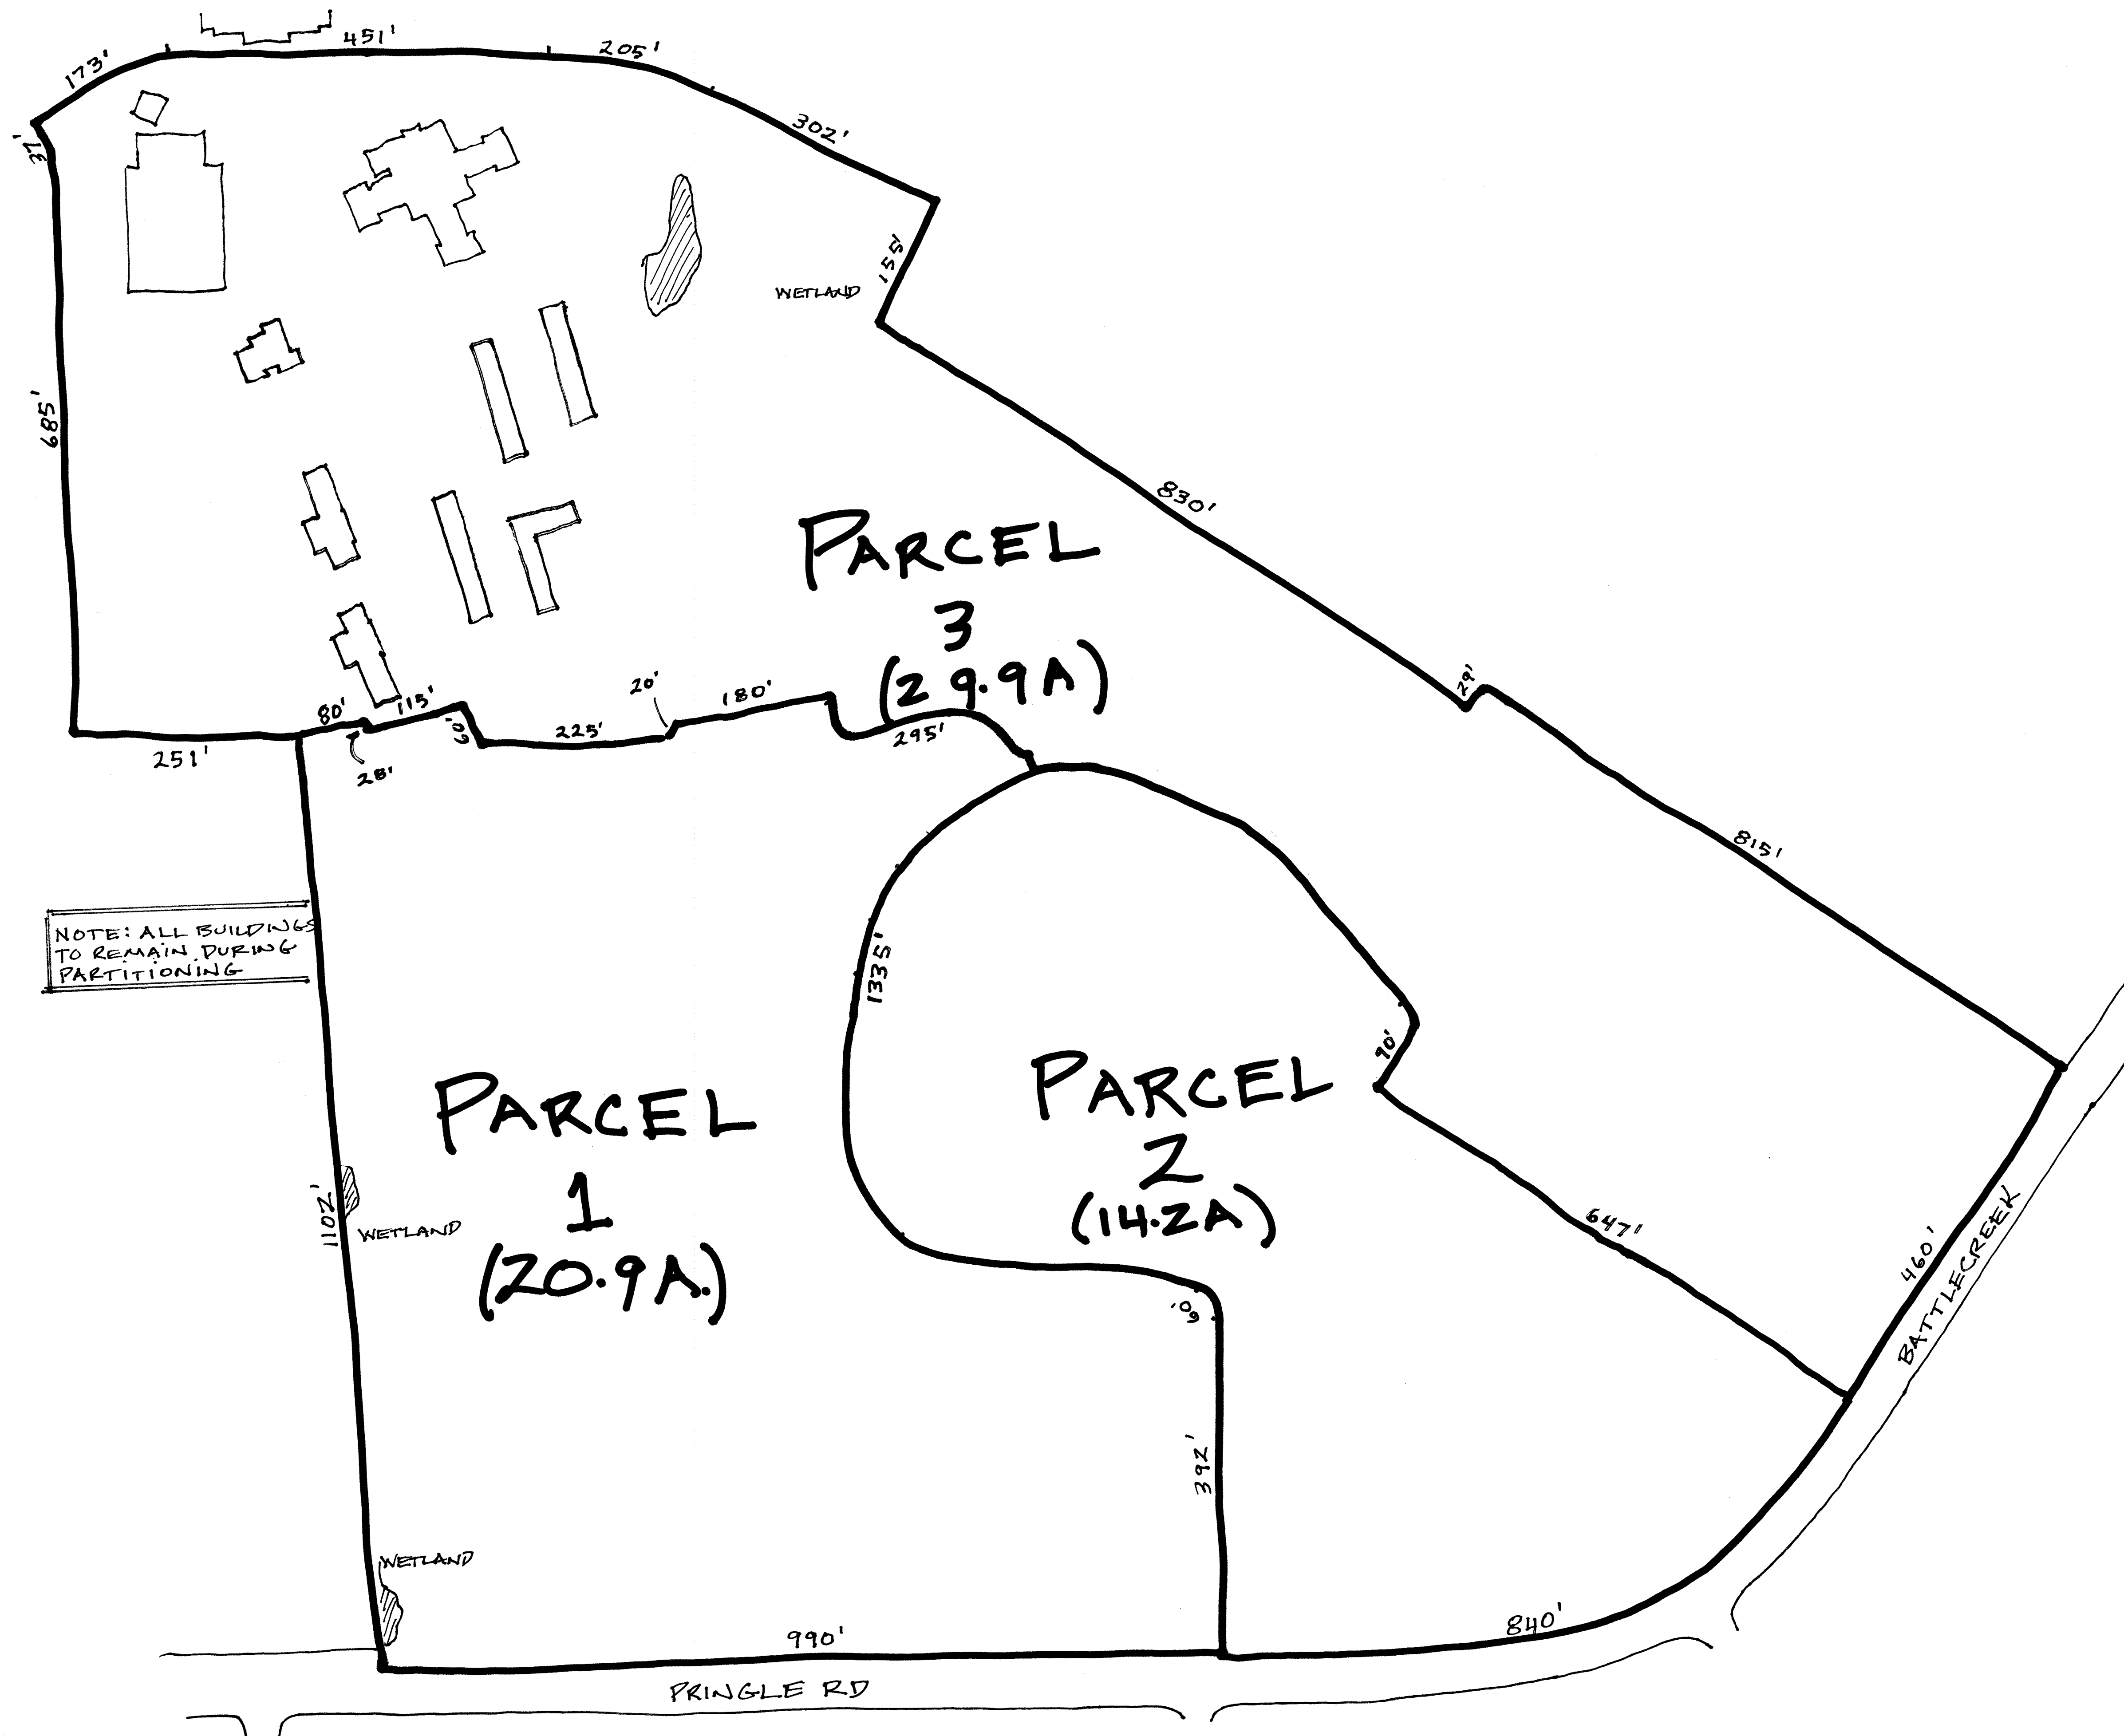 451'
205'
173'
37'
302'
155'
WETLAND
685'
830'
PARCEL
3
(29.9A)
29'
20'
180'
115'
80'
60'
225'
295'
251'
28'
815'
NOTE: ALL BUILDINGS
TO REMAIN DURING
PARTITIONING
1335'
90'
PARCEL
1
(20.9A.)
PARCEL
2
(14.2A)
1102'
WETLAND
647'
460'
BATTLECREEK
60'
392'
WETLAND
990'
840'
PRINGLE RD